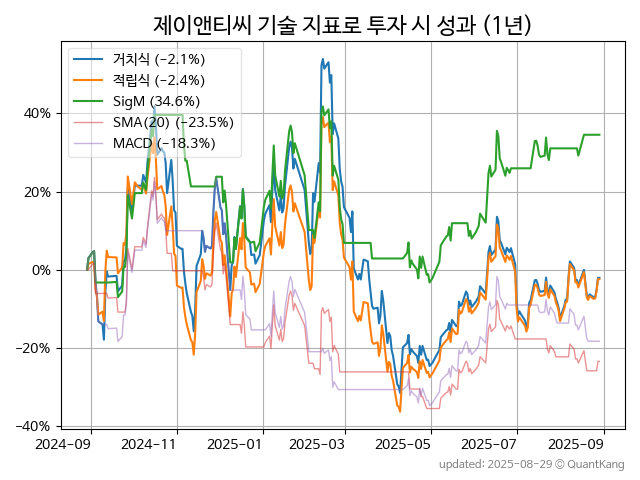 제이앤티씨 기술 지표로 투자 시 성과 (1년)
거치식 (-2.1%)
적립식 (-2.4%)
SigM (34.6%)
SMA(20) (-23.5%)
MACD (-18.3%)
40%
20%
0%
-20%
-40%
2024-09 2024-11 2025-01 2025-03 2025-05 2025-07 2025-09
updated: 2025-08-29 © QuantKang